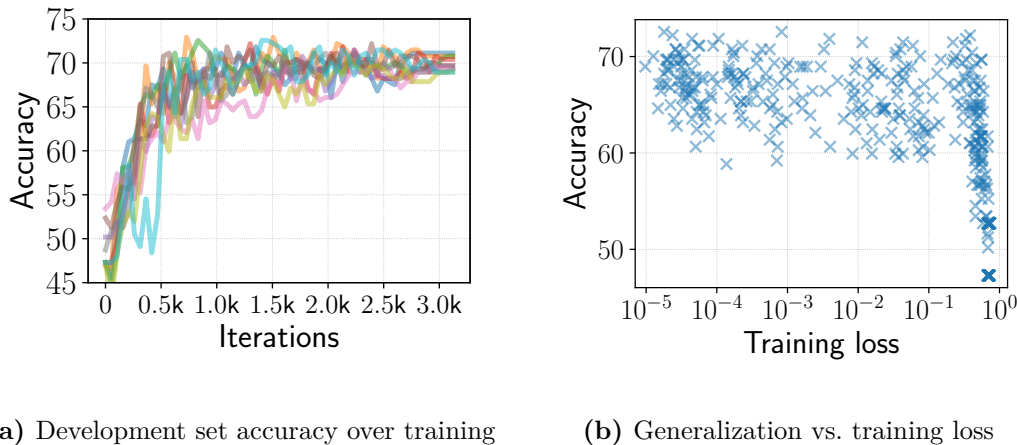 75
70
65
60
55
50
45
Accuracy
0 0.5k 1.0k 1.5k 2.0k 2.5k 3.0k
Iterations
70
60
50
Accuracy
10⁻⁵ 10⁻⁴ 10⁻³ 10⁻² 10⁻¹ 10⁰
Training loss
a) Development set accuracy over training
(b) Generalization vs. training loss